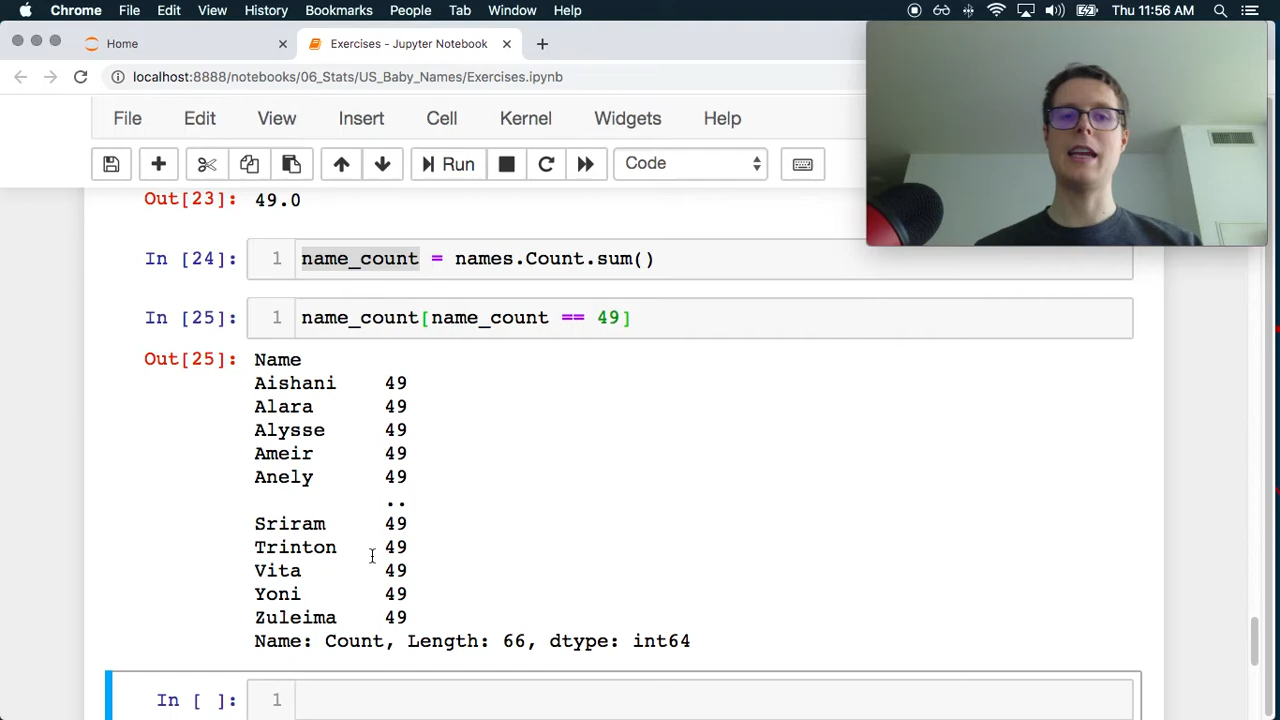 Chrome File Edit View History Bookmarks People Tab Window Help Thu 11:56 AM
Home Exercises - Jupyter Notebook
localhost:8888/notebooks/06_Stats/US_Baby_Names/Exercises.ipynb
File Edit View Insert Cell Kernel Widgets Help
Run Code
Out[23]: 49.0
In [24]: 1 name_count = names.Count.sum()
In [25]: 1 name_count[name_count == 49]
Out[25]: Name
Aishani 49
Alara 49
Alysse 49
Ameir 49
Anely 49
..
Sriram 49
Trinton 49
Vita 49
Yoni 49
Zuleima 49
Name: Count, Length: 66, dtype: int64
In [ ]: 1